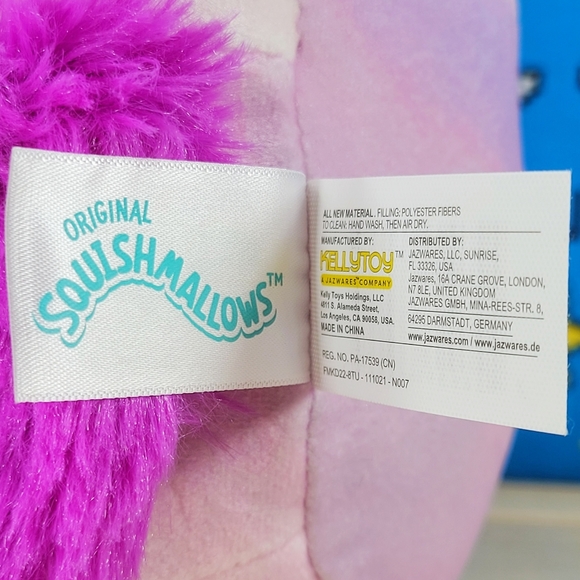 ORIGINAL
SQUISHMALLOWS™
ALL NEW MATERIAL. FILLING: POLYESTER FIBERS
TO CLEAN: HAND WASH, THEN AIR DRY.
MANUFACTURED BY:
KELLYTOY™
A JAZWARES® COMPANY
Kelly Toys Holdings, LLC
4811 S. Alameda Street,
Los Angeles, CA 90058, USA.
MADE IN CHINA
DISTRIBUTED BY:
JAZWARES, LLC, SUNRISE,
FL 33326, USA
Jazwares, 16A CRANE GROVE, LONDON,
N7 8LE, UNITED KINGDOM
JAZWARES GMBH, MINA-REES-STR. 8,
64295 DARMSTADT, GERMANY
www.jazwares.com / www.jazwares.de
REG. NO. PA-17539 (CN)
FMKD22-8TU - 111021 - N007